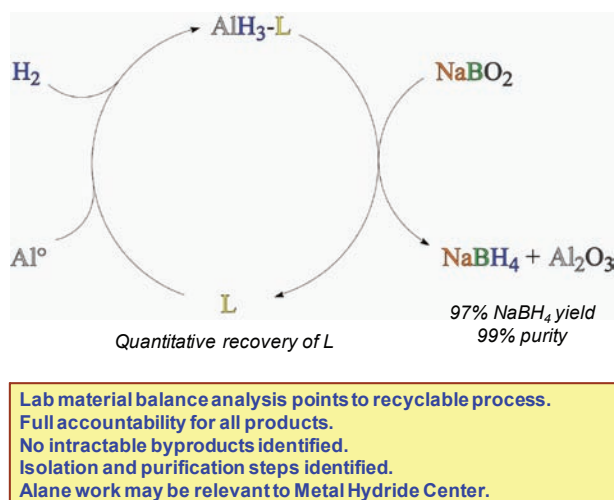 AlH₃-L
H₂
NaBO₂
Al°
NaBH₄ + Al₂O₃
L
97% NaBH₄ yield
Quantitative recovery of L
99% purity
Lab material balance analysis points to recyclable process.
Full accountability for all products.
No intractable byproducts identified.
Isolation and purification steps identified.
Alane work may be relevant to Metal Hydride Center.